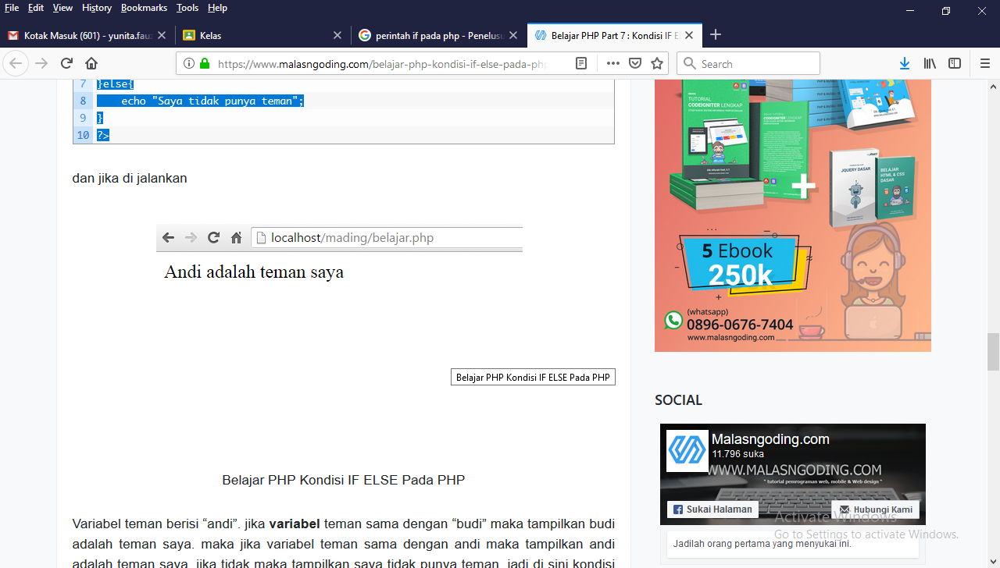 File Edit View History Bookmarks Tools Help
Kotak Masuk (601) - yunita.fau
Kelas
perintah if pada php - Penelusu
Belajar PHP Part 7 : Kondisi IF E
https://www.malasngoding.com/belajar-php-kondisi-if-else-pada-php
Search
7 }else{
8 echo "Saya tidak punya teman";
9 }
10 ?>
dan jika di jalankan
localhost/mading/belajar.php
Andi adalah teman saya
Belajar PHP Kondisi IF ELSE Pada PHP
Belajar PHP Kondisi IF ELSE Pada PHP
Variabel teman berisi “andi”. jika variabel teman sama dengan “budi” maka tampilkan budi
adalah teman saya. maka jika variabel teman sama dengan andi maka tampilkan andi
adalah teman saya. jika tidak maka tampilkan saya tidak punya teman. jadi di sini kondisi
TUTORIAL
CODEIGNITER LENGKAP
CODEIGNITER LENGKAP
JQUERY DASAR
BELAJAR
HTML & CSS
DASAR
5 Ebook
250k
(whatsapp)
0896-0676-7404
www.malasngoding.com
SOCIAL
Malasngoding.com
11.796 suka
WWW.MALASNGODING.COM
" tutorial pemrograman web, mobile & Web design "
Sukai Halaman
Hubungi Kami
Jadilah orang pertama yang menyukai ini.
Activate Windows
Go to Settings to activate Windows.